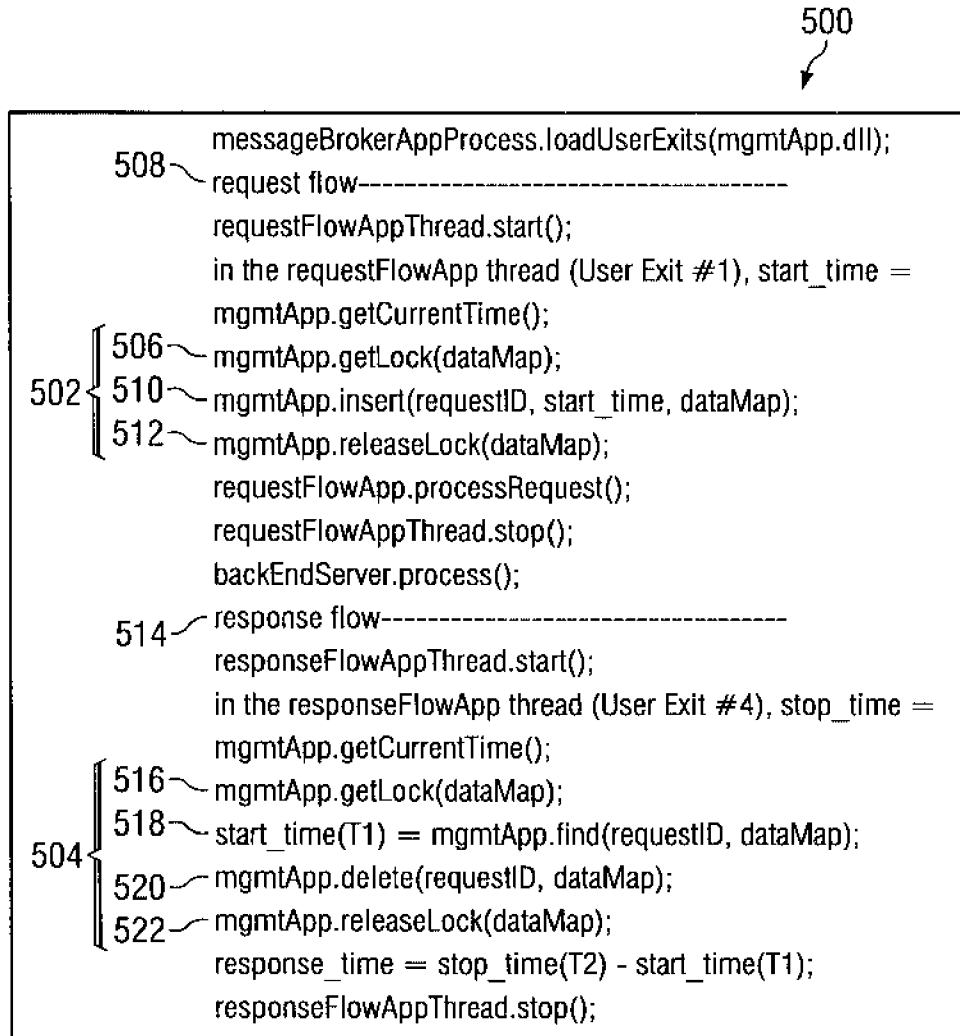 500
messageBrokerAppProcess.loadUserExits(mgmtApp.dll);
508 request flow------------------------------------
requestFlowAppThread.start();
in the requestFlowApp thread (User Exit #1), start_time =
mgmtApp.getCurrentTime();
506 mgmtApp.getLock(dataMap);
502 510 mgmtApp.insert(requestID, start_time, dataMap);
512 mgmtApp.releaseLock(dataMap);
requestFlowApp.processRequest();
requestFlowAppThread.stop();
backEndServer.process();
514 response flow----------------------------------
responseFlowAppThread.start();
in the responseFlowApp thread (User Exit #4), stop_time =
mgmtApp.getCurrentTime();
516 mgmtApp.getLock(dataMap);
518 start_time(T1) = mgmtApp.find(requestID, dataMap);
504 520 mgmtApp.delete(requestID, dataMap);
522 mgmtApp.releaseLock(dataMap);
response_time = stop_time(T2) - start_time(T1);
responseFlowAppThread.stop();